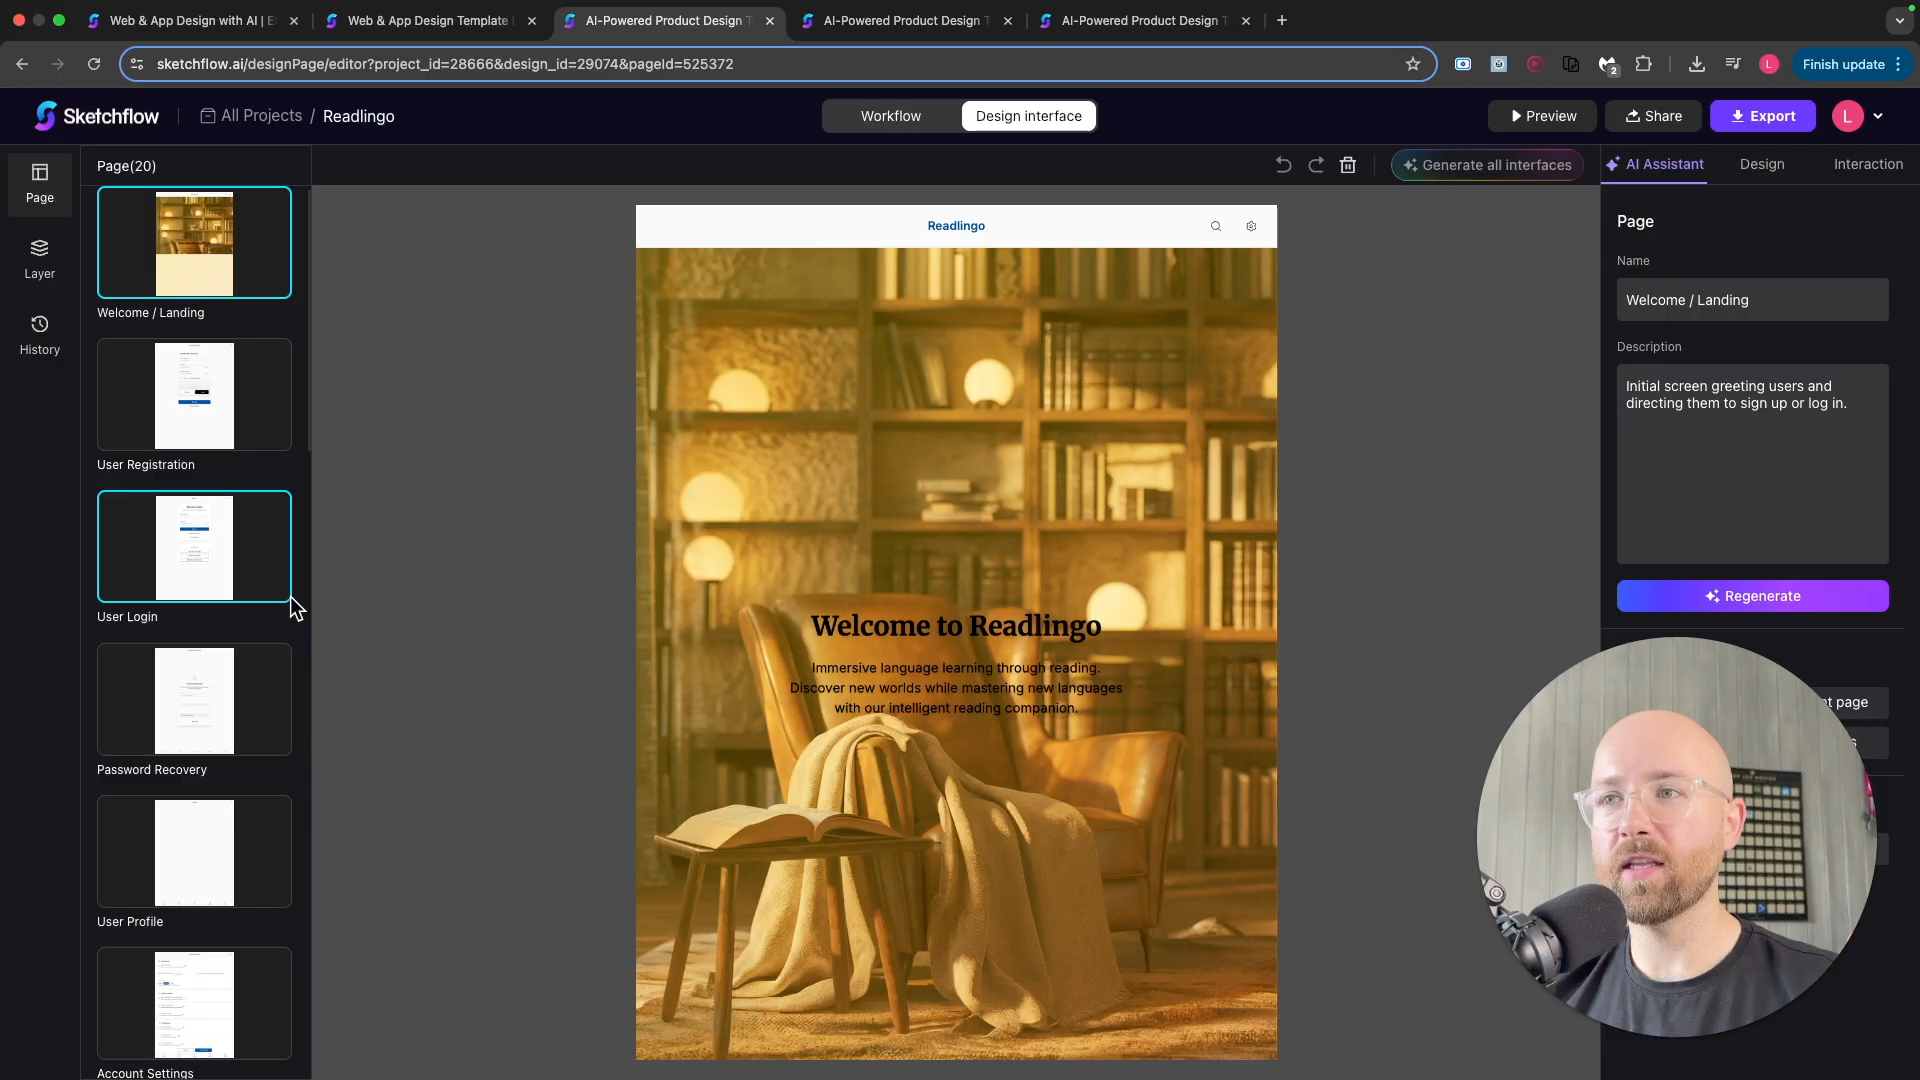 Web & App Design with AI | E
Web & App Design Template
AI-Powered Product Design T
AI-Powered Product Design T
AI-Powered Product Design T
sketchflow.ai/designPage/editor?project_id=28666&design_id=29074&pageId=525372
2
L
Finish update
Sketchflow
All Projects / Readlingo
Workflow
Design interface
Preview
Share
Export
L
Page
Layer
History
Page(20)
Welcome / Landing
User Registration
User Login
Password Recovery
User Profile
Account Settings
Generate all interfaces
Readlingo
Welcome to Readlingo
Immersive language learning through reading.
Discover new worlds while mastering new languages
with our intelligent reading companion.
AI Assistant
Design
Interaction
Page
Name
Welcome / Landing
Description
Initial screen greeting users and
directing them to sign up or log in.
Regenerate
page